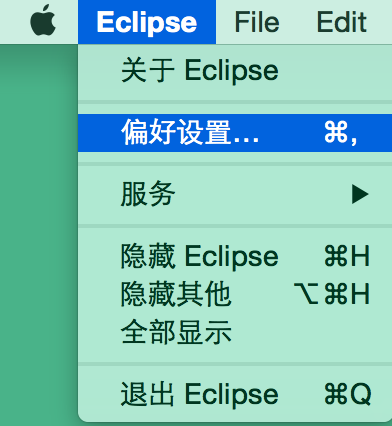 Eclipse File Edit
关于 Eclipse
偏好设置... ⌘,
服务 ▶
隐藏 Eclipse ⌘H
隐藏其他 ⌥⌘H
全部显示
退出 Eclipse ⌘Q